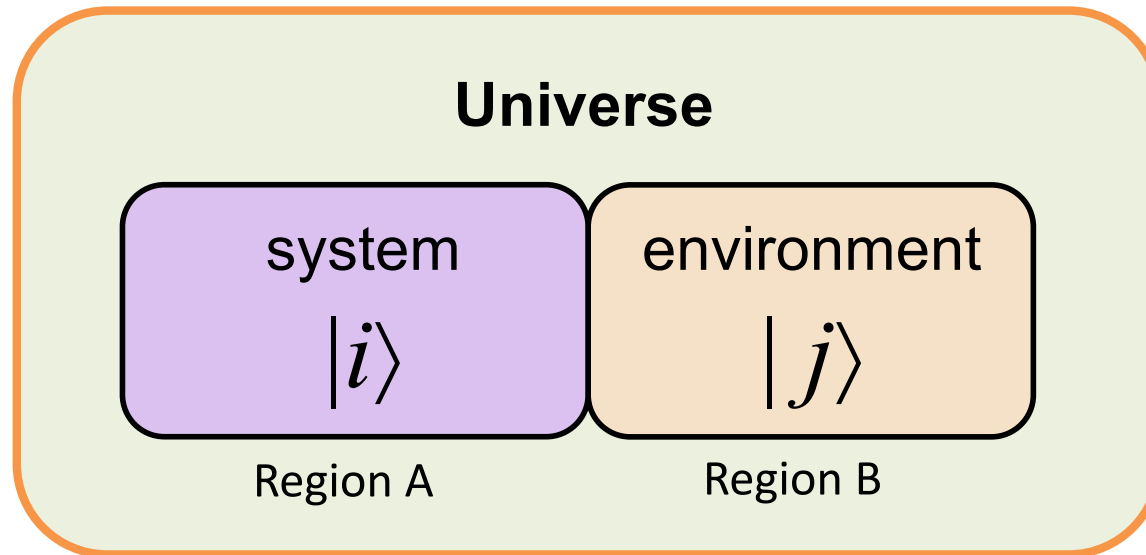 Universe
system
environment
|i⟩
|j⟩
Region A
Region B